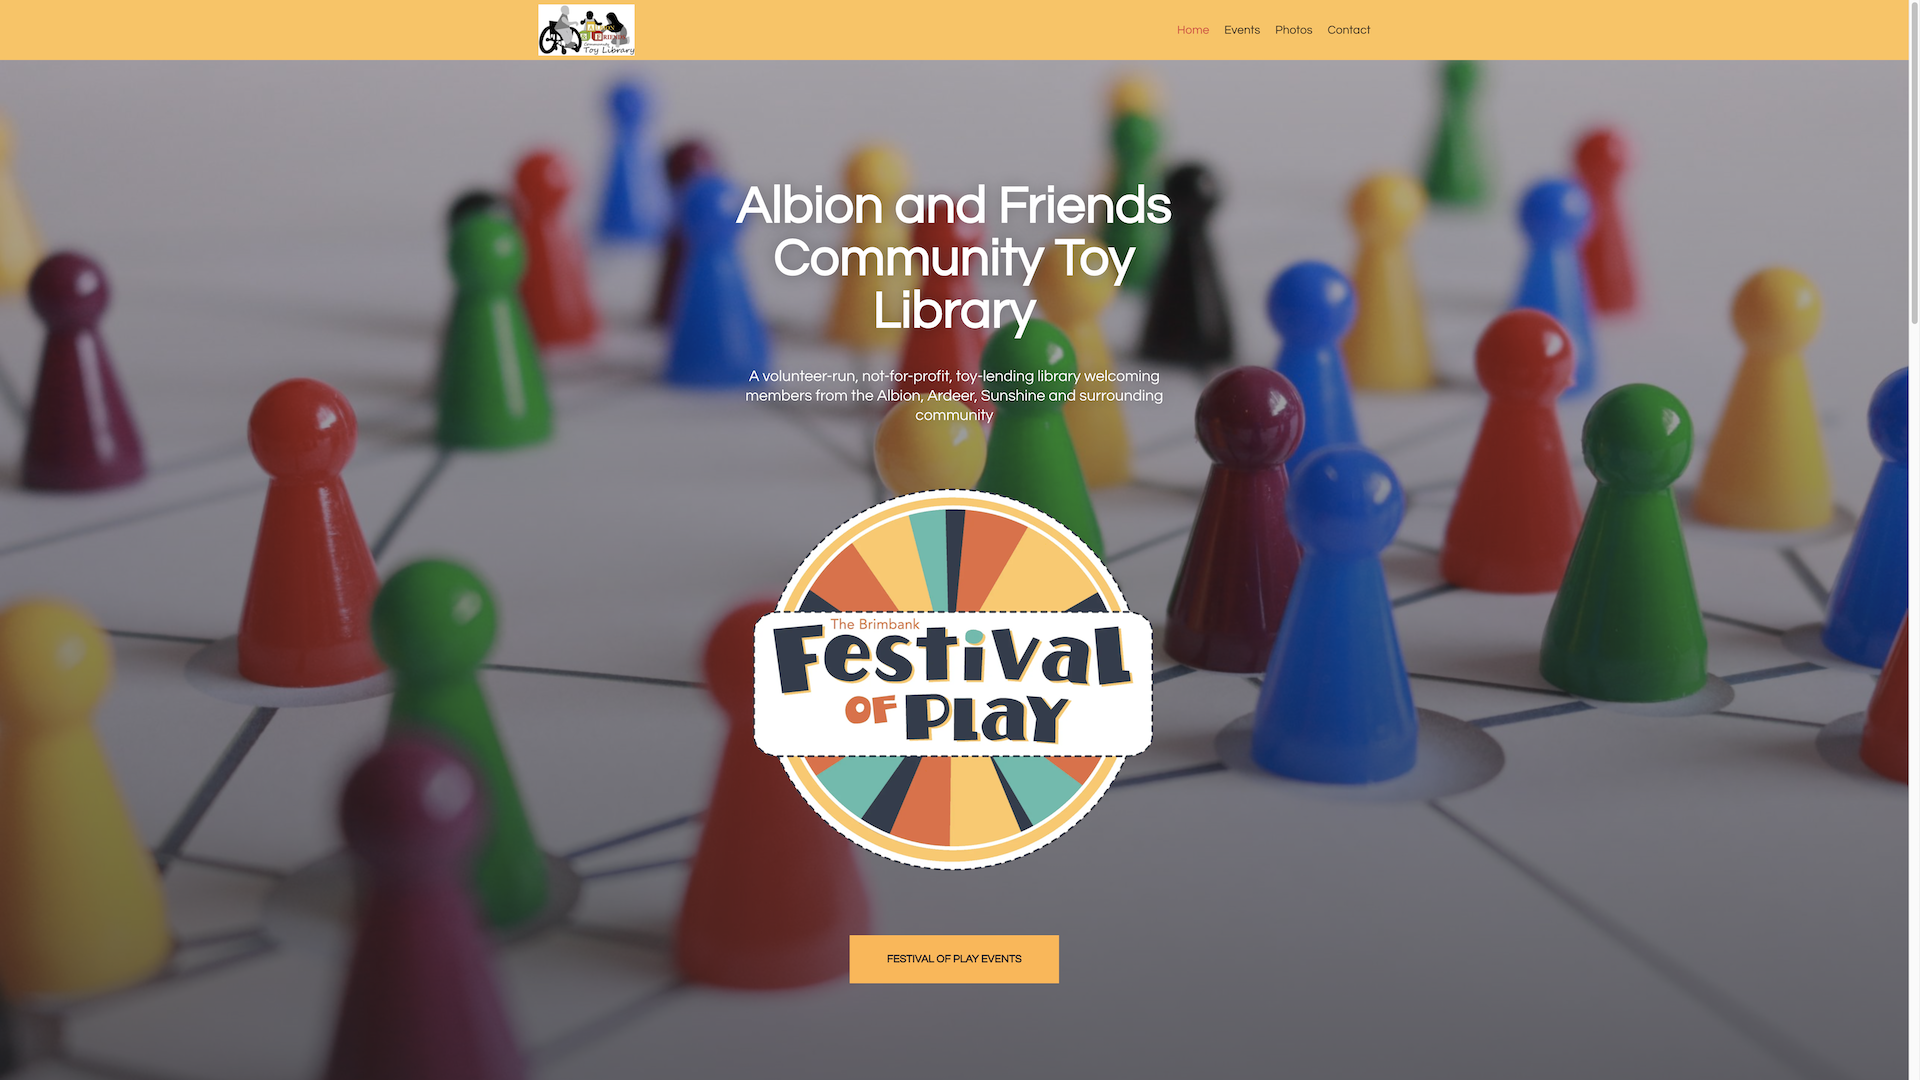 Toy Library
Home Events Photos Contact
Albion and Friends
Community Toy
Library
A volunteer-run, not-for-profit, toy-lending library welcoming
members from the Albion, Ardeer, Sunshine and surrounding
community
The Brimbank
Festival
OF PLAY
FESTIVAL OF PLAY EVENTS